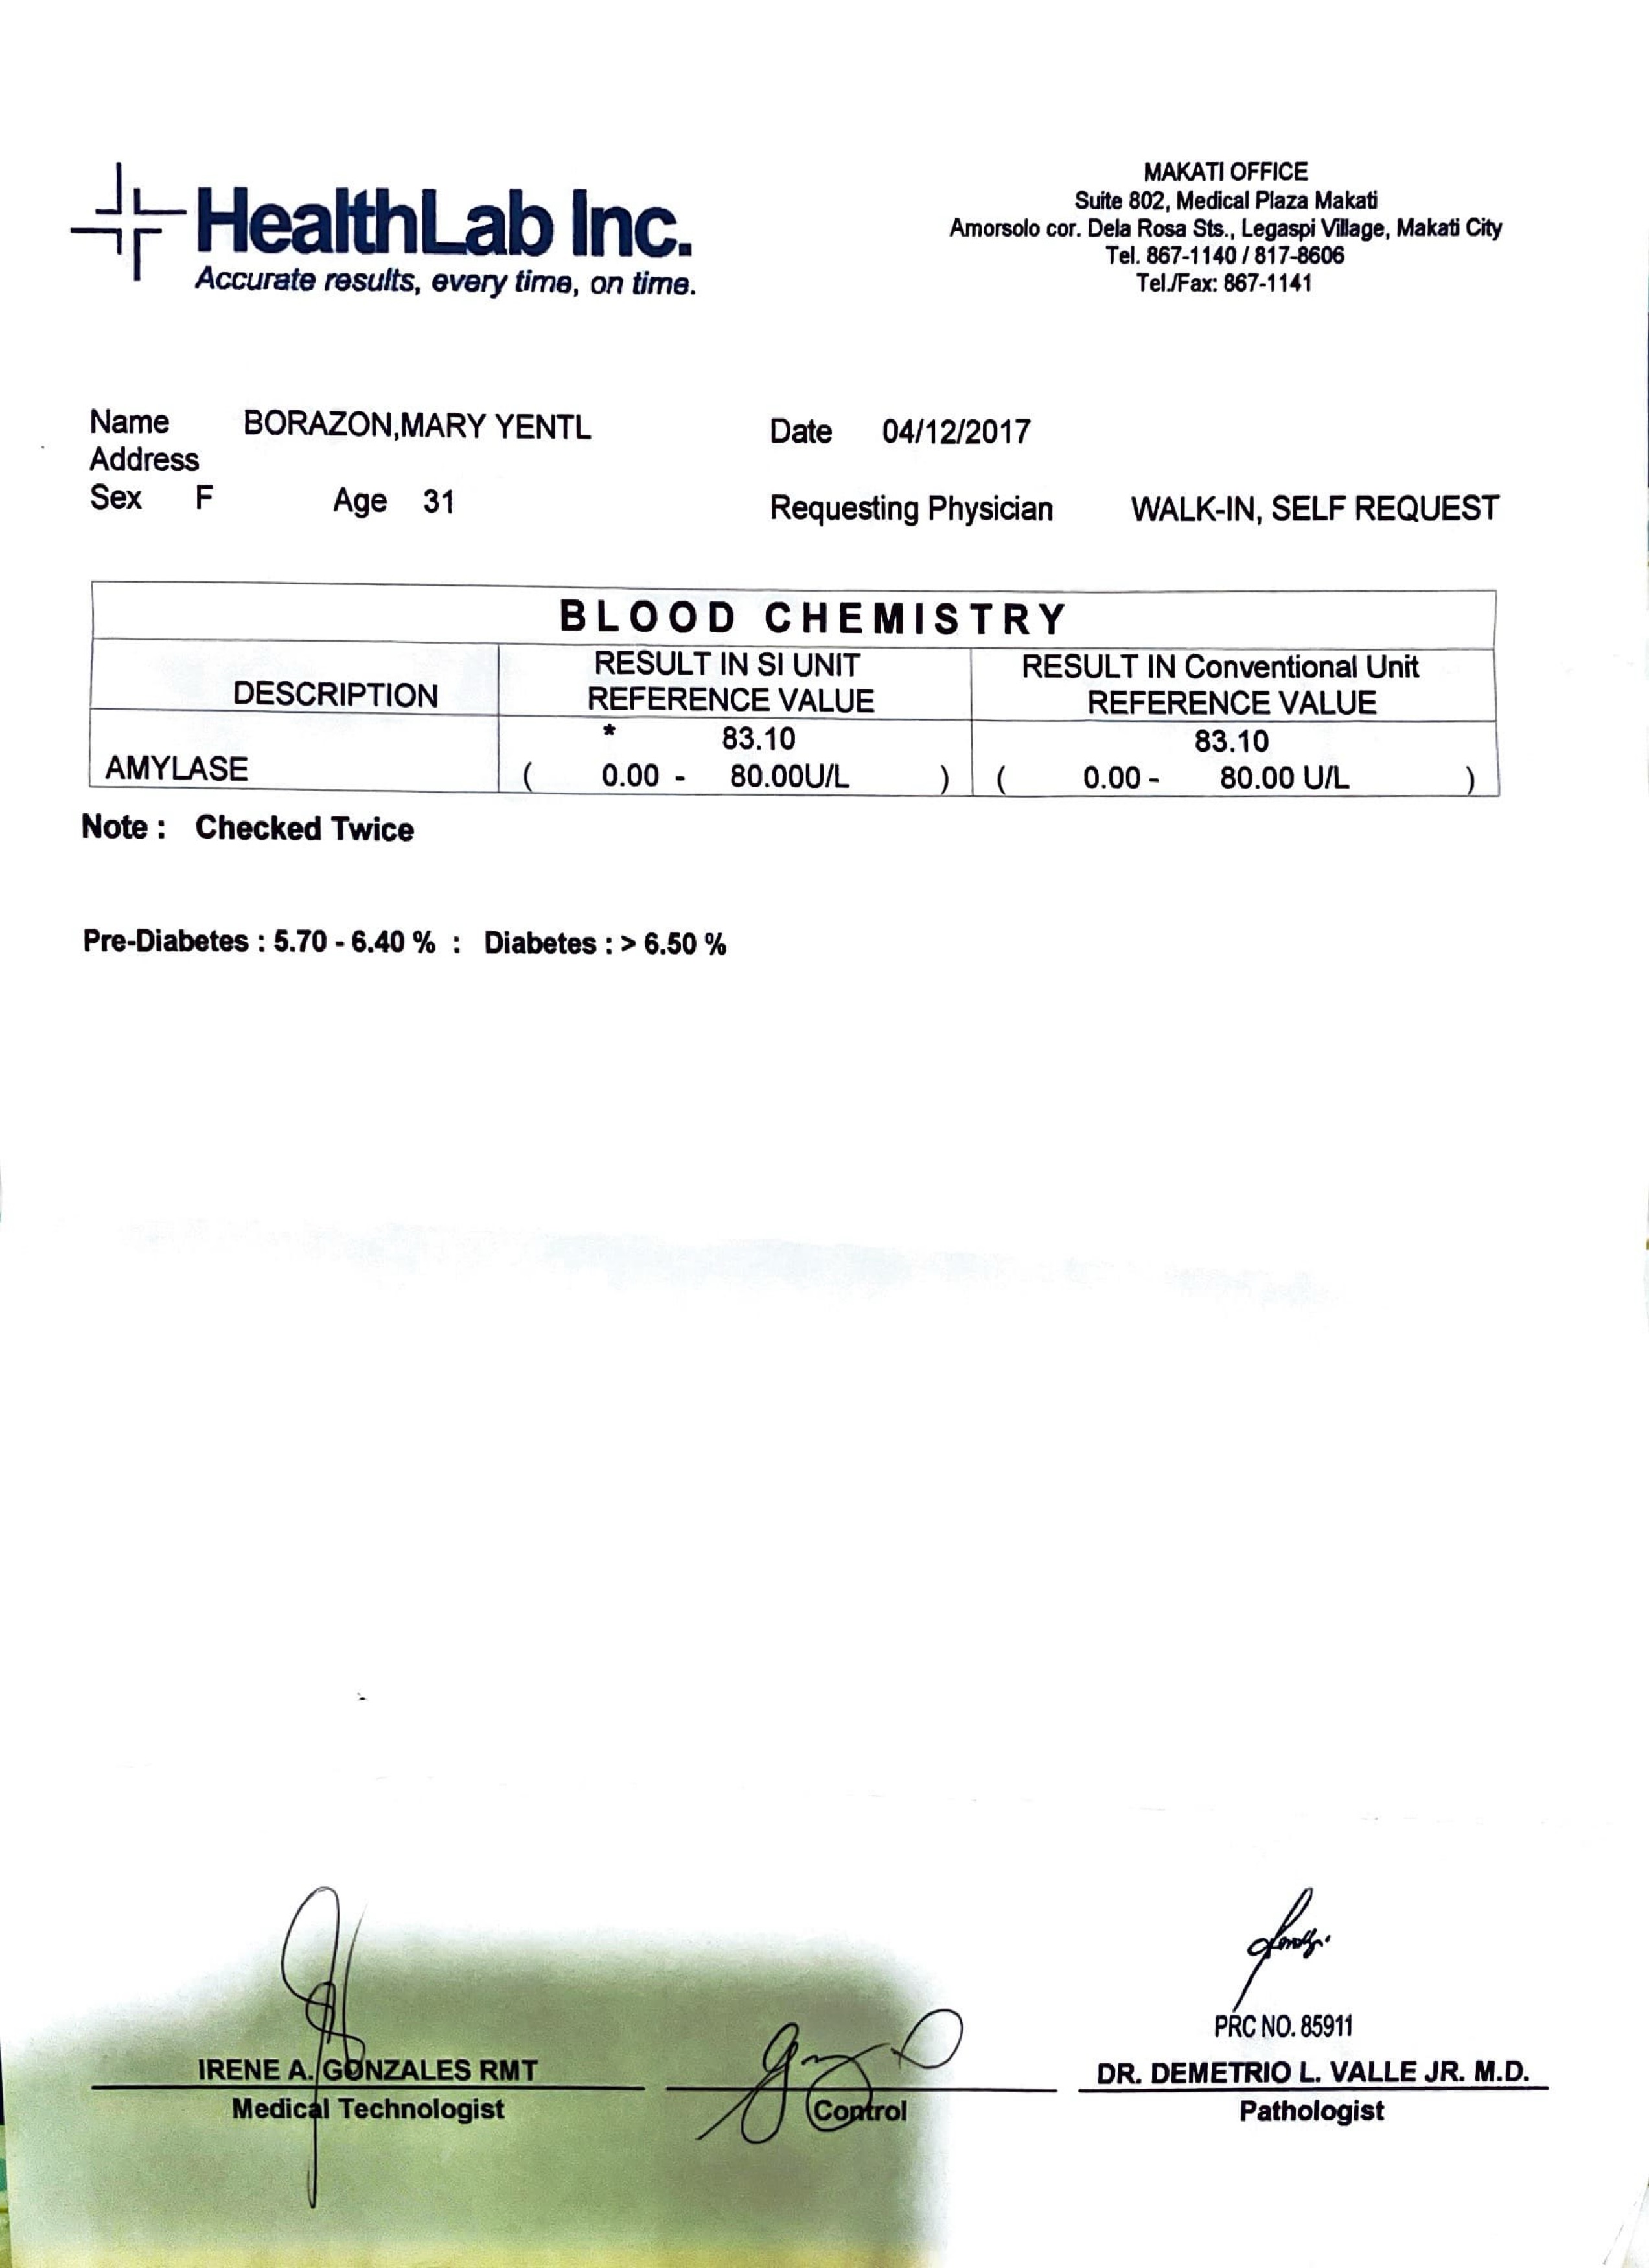 HealthLab Inc.
Accurate results, every time, on time.
MAKATI OFFICE
Suite 802, Medical Plaza Makati
Amorsolo cor. Dela Rosa Sts., Legaspi Village, Makati City
Tel. 867-1140 / 817-8606
Tel./Fax: 867-1141
Name BORAZON,MARY YENTL Date 04/12/2017
Address
Sex F Age 31 Requesting Physician WALK-IN, SELF REQUEST
BLOOD CHEMISTRY
DESCRIPTION RESULT IN SI UNIT REFERENCE VALUE RESULT IN Conventional Unit REFERENCE VALUE
* 83.10 83.10
AMYLASE ( 0.00 - 80.00U/L ) ( 0.00 - 80.00 U/L )
Note : Checked Twice
Pre-Diabetes : 5.70 - 6.40 % : Diabetes : > 6.50 %
PRC NO. 85911
IRENE A. GONZALES RMT DR. DEMETRIO L. VALLE JR. M.D.
Medical Technologist Control Pathologist